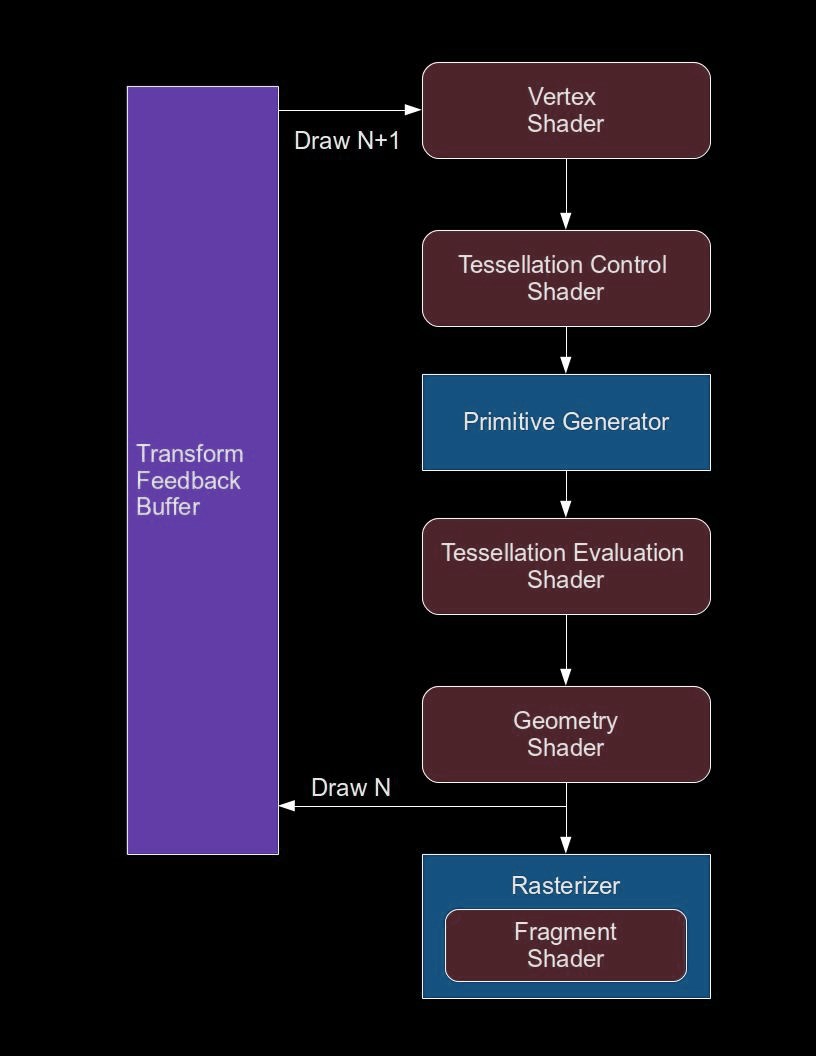 Vertex
Shader
Draw N+1
Tessellation Control
Shader
Primitive Generator
Transform
Feedback
Buffer
Tessellation Evaluation
Shader
Geometry
Shader
Draw N
Rasterizer
Fragment
Shader